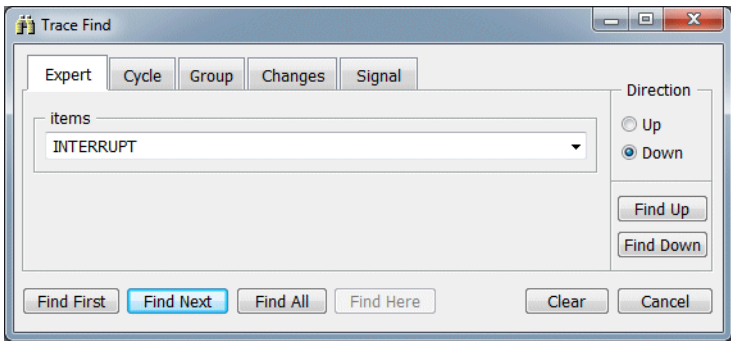 Trace Find
Expert Cycle Group Changes Signal
items
INTERRUPT
Direction
Up
Down
Find Up
Find Down
Find First Find Next Find All Find Here Clear Cancel